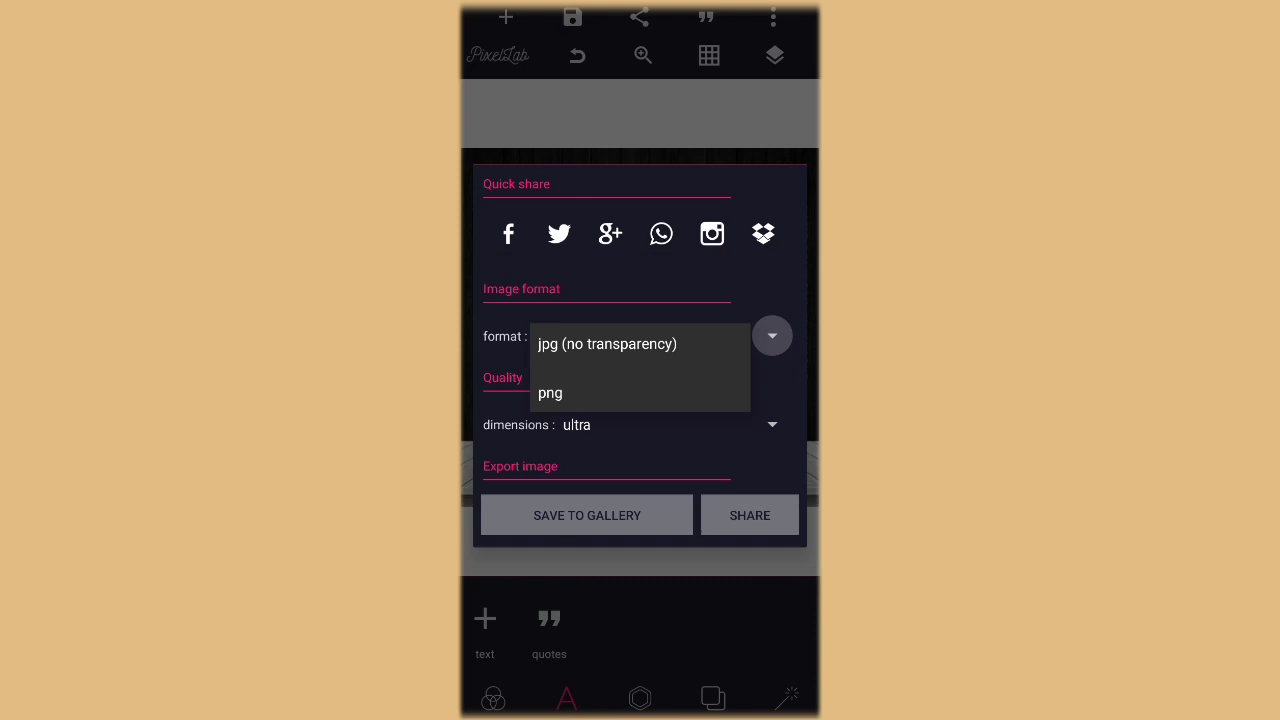 PixelLab
Quick share
Image format
format :
jpg (no transparency)
Quality
png
dimensions : ultra
Export image
SAVE TO GALLERY SHARE
text quotes